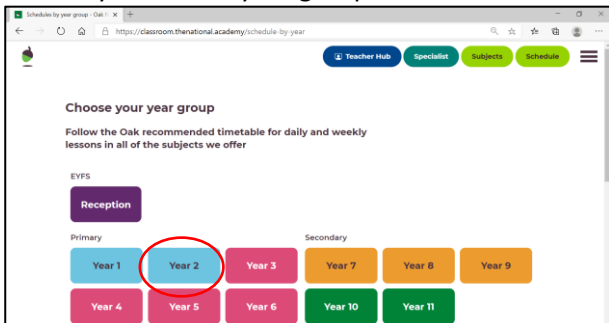 Schedules by year group - Oak N
https://classroom.thenational.academy/schedule-by-year
Teacher Hub Specialist Subjects Schedule
Choose your year group
Follow the Oak recommended timetable for daily and weekly
lessons in all of the subjects we offer
EYFS
Reception
Primary Secondary
Year 1 Year 2 Year 3 Year 7 Year 8 Year 9
Year 4 Year 5 Year 6 Year 10 Year 11